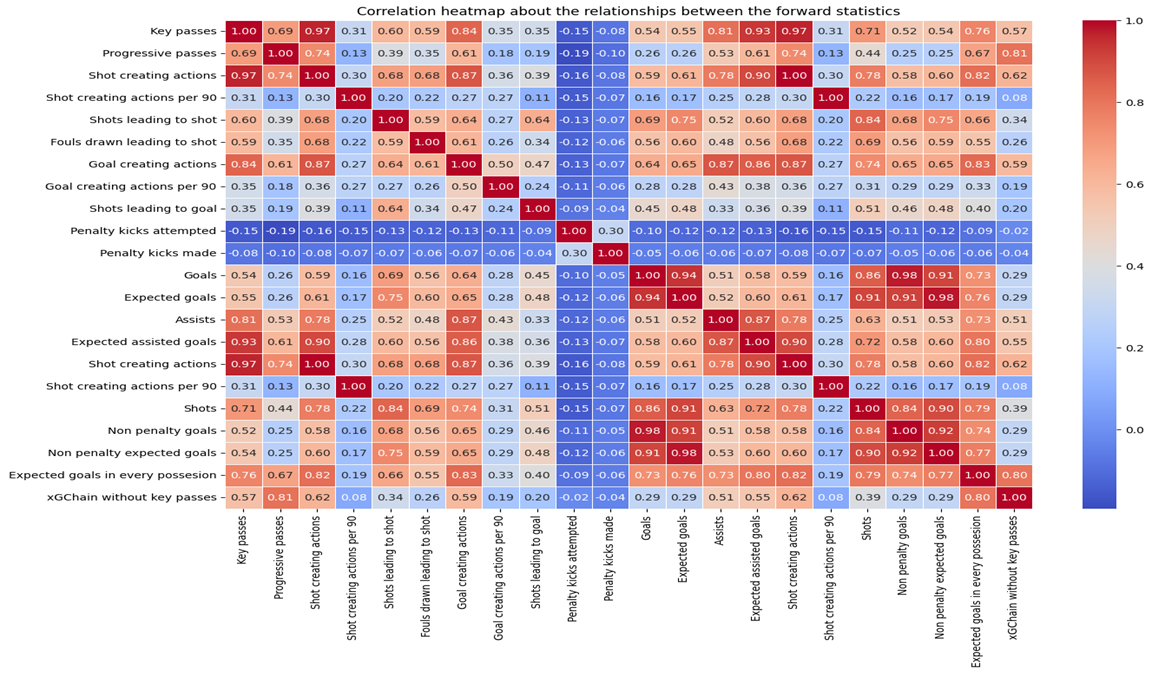 Correlation heatmap about the relationships between the forward statistics
Key passes 1.00 0.69 0.97 0.31 0.60 0.59 0.84 0.35 0.35 -0.15 -0.08 0.54 0.55 0.81 0.93 0.97 0.31 0.71 0.52 0.54 0.76 0.57
Progressive passes 0.69 1.00 0.74 0.13 0.39 0.35 0.61 0.18 0.19 -0.19 -0.10 0.26 0.26 0.53 0.61 0.74 0.13 0.44 0.25 0.25 0.67 0.81
Shot creating actions 0.97 0.74 1.00 0.30 0.68 0.68 0.87 0.36 0.39 -0.16 -0.08 0.59 0.61 0.78 0.90 1.00 0.30 0.78 0.58 0.60 0.82 0.62
Shot creating actions per 90 0.31 0.13 0.30 1.00 0.20 0.22 0.27 0.27 0.11 -0.15 -0.07 0.16 0.17 0.25 0.28 0.30 1.00 0.22 0.16 0.17 0.19 0.08
Shots leading to shot 0.60 0.39 0.68 0.20 1.00 0.59 0.64 0.27 0.64 -0.13 -0.07 0.69 0.75 0.52 0.60 0.68 0.20 0.84 0.68 0.75 0.66 0.34
Fouls drawn leading to shot 0.59 0.35 0.68 0.22 0.59 1.00 0.61 0.26 0.34 -0.12 -0.06 0.56 0.60 0.48 0.56 0.68 0.22 0.69 0.56 0.59 0.55 0.26
Goal creating actions 0.84 0.61 0.87 0.27 0.64 0.61 1.00 0.50 0.47 -0.13 -0.07 0.64 0.65 0.87 0.86 0.87 0.27 0.74 0.65 0.65 0.83 0.59
Goal creating actions per 90 0.35 0.18 0.36 0.27 0.27 0.26 0.50 1.00 0.24 -0.11 -0.06 0.28 0.28 0.43 0.38 0.36 0.27 0.31 0.29 0.29 0.33 0.19
Shots leading to goal 0.35 0.19 0.39 0.11 0.64 0.34 0.47 0.24 1.00 -0.09 -0.04 0.45 0.48 0.33 0.36 0.39 0.11 0.51 0.46 0.48 0.40 0.20
Penalty kicks attempted -0.15 -0.19 -0.16 -0.15 -0.13 -0.12 -0.13 -0.11 -0.09 1.00 0.30 -0.10 -0.12 -0.12 -0.13 -0.16 -0.15 -0.15 -0.11 -0.12 -0.09 -0.02
Penalty kicks made -0.08 -0.10 -0.08 -0.07 -0.07 -0.06 -0.07 -0.06 -0.04 0.30 1.00 -0.05 -0.06 -0.06 -0.07 -0.08 -0.07 -0.07 -0.05 -0.06 -0.06 -0.04
Goals 0.54 0.26 0.59 0.16 0.69 0.56 0.64 0.28 0.45 -0.10 -0.05 1.00 0.94 0.51 0.58 0.59 0.16 0.86 0.98 0.91 0.73 0.29
Expected goals 0.55 0.26 0.61 0.17 0.75 0.60 0.65 0.28 0.48 -0.12 -0.06 0.94 1.00 0.52 0.60 0.61 0.17 0.91 0.91 0.98 0.76 0.29
Assists 0.81 0.53 0.78 0.25 0.52 0.48 0.87 0.43 0.33 -0.12 -0.06 0.51 0.52 1.00 0.87 0.78 0.25 0.63 0.51 0.53 0.73 0.51
Expected assisted goals 0.93 0.61 0.90 0.28 0.60 0.56 0.86 0.38 0.36 -0.13 -0.07 0.58 0.60 0.87 1.00 0.90 0.28 0.72 0.58 0.60 0.80 0.55
Shot creating actions 0.97 0.74 1.00 0.30 0.68 0.68 0.87 0.36 0.39 -0.16 -0.08 0.59 0.61 0.78 0.90 1.00 0.30 0.78 0.58 0.60 0.82 0.62
Shot creating actions per 90 0.31 0.13 0.30 1.00 0.20 0.22 0.27 0.27 0.11 -0.15 -0.07 0.16 0.17 0.25 0.28 0.30 1.00 0.22 0.16 0.17 0.19 0.08
Shots 0.71 0.44 0.78 0.22 0.84 0.69 0.74 0.31 0.51 -0.15 -0.07 0.86 0.91 0.63 0.72 0.78 0.22 1.00 0.84 0.90 0.79 0.39
Non penalty goals 0.52 0.25 0.58 0.16 0.68 0.56 0.65 0.29 0.46 -0.11 -0.05 0.98 0.91 0.51 0.58 0.58 0.16 0.84 1.00 0.92 0.74 0.29
Non penalty expected goals 0.54 0.25 0.60 0.17 0.75 0.59 0.65 0.29 0.48 -0.12 -0.06 0.91 0.98 0.53 0.60 0.60 0.17 0.90 0.92 1.00 0.77 0.29
Expected goals in every possesion 0.76 0.67 0.82 0.19 0.66 0.55 0.83 0.33 0.40 -0.09 -0.06 0.73 0.76 0.73 0.80 0.82 0.19 0.79 0.74 0.77 1.00 0.80
xGChain without key passes 0.57 0.81 0.62 0.08 0.34 0.26 0.59 0.19 0.20 -0.02 -0.04 0.29 0.29 0.51 0.55 0.62 0.08 0.39 0.29 0.29 0.80 1.00
Key passes
Progressive passes
Shot creating actions
Shot creating actions per 90
Shots leading to shot
Fouls drawn leading to shot
Goal creating actions
Goal creating actions per 90
Shots leading to goal
Penalty kicks attempted
Penalty kicks made
Goals
Expected goals
Assists
Expected assisted goals
Shot creating actions
Shot creating actions per 90
Shots
Non penalty goals
Non penalty expected goals
Expected goals in every possesion
xGChain without key passes
1.0
0.8
0.6
0.4
0.2
0.0